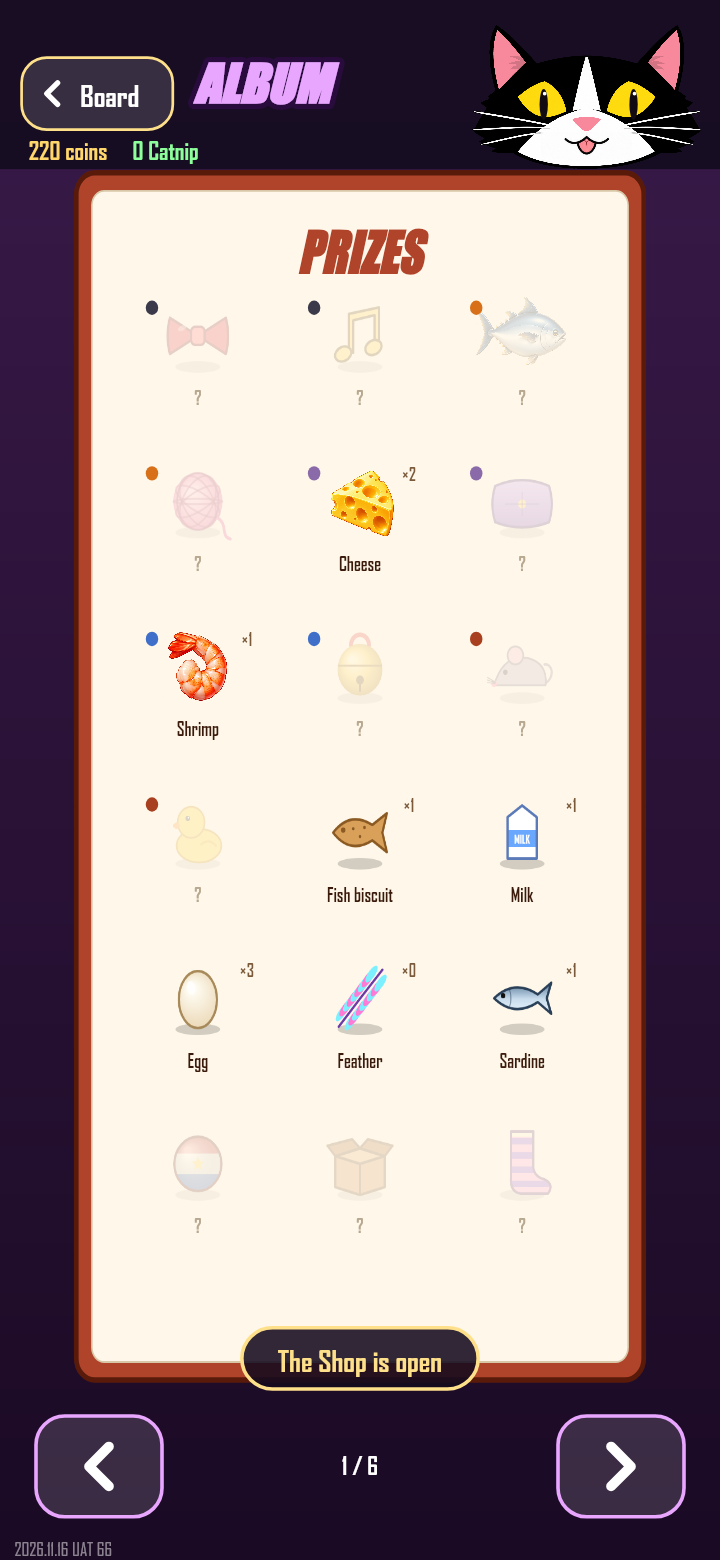 Board
ALBUM
220 coins
0 Catnip
PRIZES
?
?
?
?
×2
Cheese
?
×1
Shrimp
?
?
?
×1
Fish biscuit
×1
MILK
Milk
×3
Egg
×0
Feather
×1
Sardine
?
?
?
The Shop is open
1 / 6
2026.11.16 UAT 66